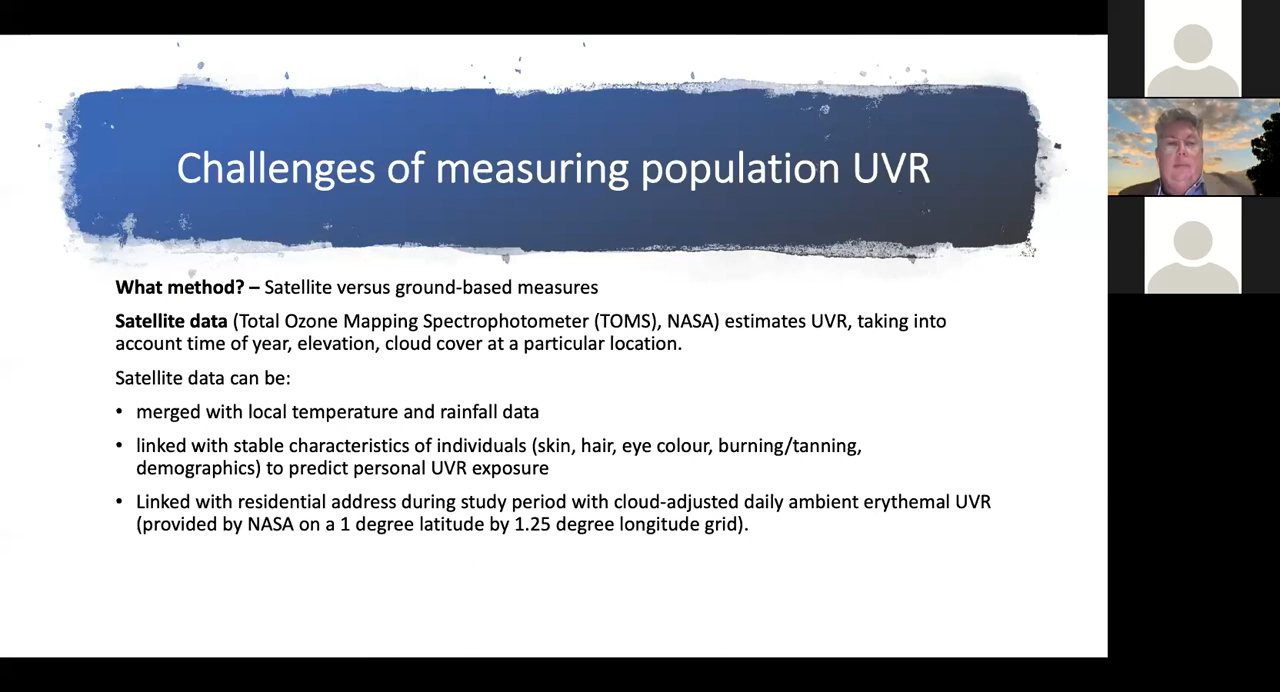 Challenges of measuring population UVR
What method? – Satellite versus ground-based measures
Satellite data (Total Ozone Mapping Spectrophotometer (TOMS), NASA) estimates UVR, taking into
account time of year, elevation, cloud cover at a particular location.
Satellite data can be:
• merged with local temperature and rainfall data
• linked with stable characteristics of individuals (skin, hair, eye colour, burning/tanning,
demographics) to predict personal UVR exposure
• Linked with residential address during study period with cloud-adjusted daily ambient erythemal UVR
(provided by NASA on a 1 degree latitude by 1.25 degree longitude grid).